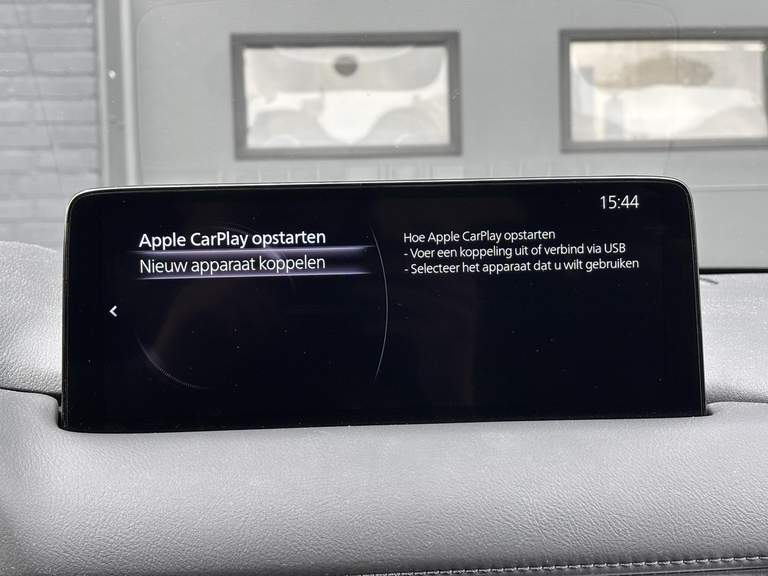 15:44
Apple CarPlay opstarten
Nieuw apparaat koppelen
Hoe Apple CarPlay opstarten
- Voer een koppeling uit of verbind via USB
- Selecteer het apparaat dat u wilt gebruiken